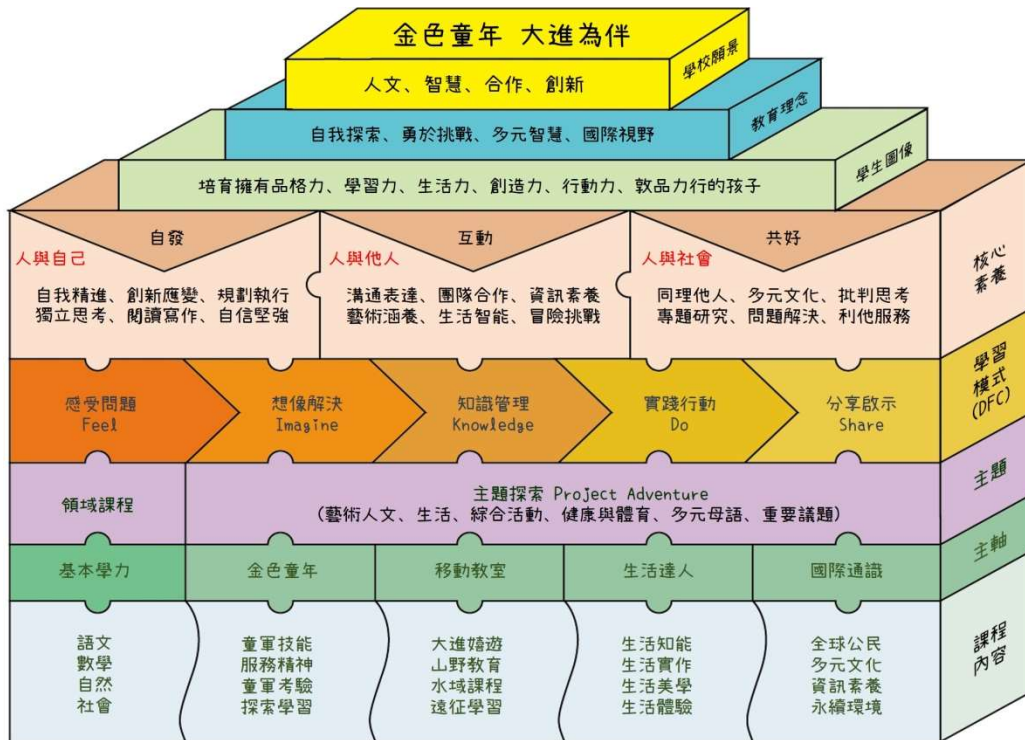 金色童年 大進為伴
學校願景
人文、智慧、合作、創新
教育理念
自我探索、勇於挑戰、多元智慧、國際視野
學生圖像
培育擁有品格力、學習力、生活力、創造力、行動力、敦品力行的孩子
自發
互動
共好
人與自己
人與他人
人與社會
核心
素養
自我精進、創新應變、規劃執行
獨立思考、閱讀寫作、自信堅強
溝通表達、團隊合作、資訊素養
藝術涵養、生活智能、冒險挑戰
同理他人、多元文化、批判思考
專題研究、問題解決、利他服務
感受問題
Feel
想像解決
Imagine
知識管理
Knowledge
實踐行動
Do
分享啟示
Share
學習
模式
(DFC)
領域課程
主題探索 Project Adventure
(藝術人文、生活、綜合活動、健康與體育、多元母語、重要議題)
主題
基本學力
金色童年
移動教室
生活達人
國際通識
主軸
語文
數學
自然
社會
童軍技能
服務精神
童軍考驗
探索學習
大進嬉遊
山野教育
水域課程
遠征學習
生活知能
生活實作
生活美學
生活體驗
全球公民
多元文化
資訊素養
永續環境
課程
內容